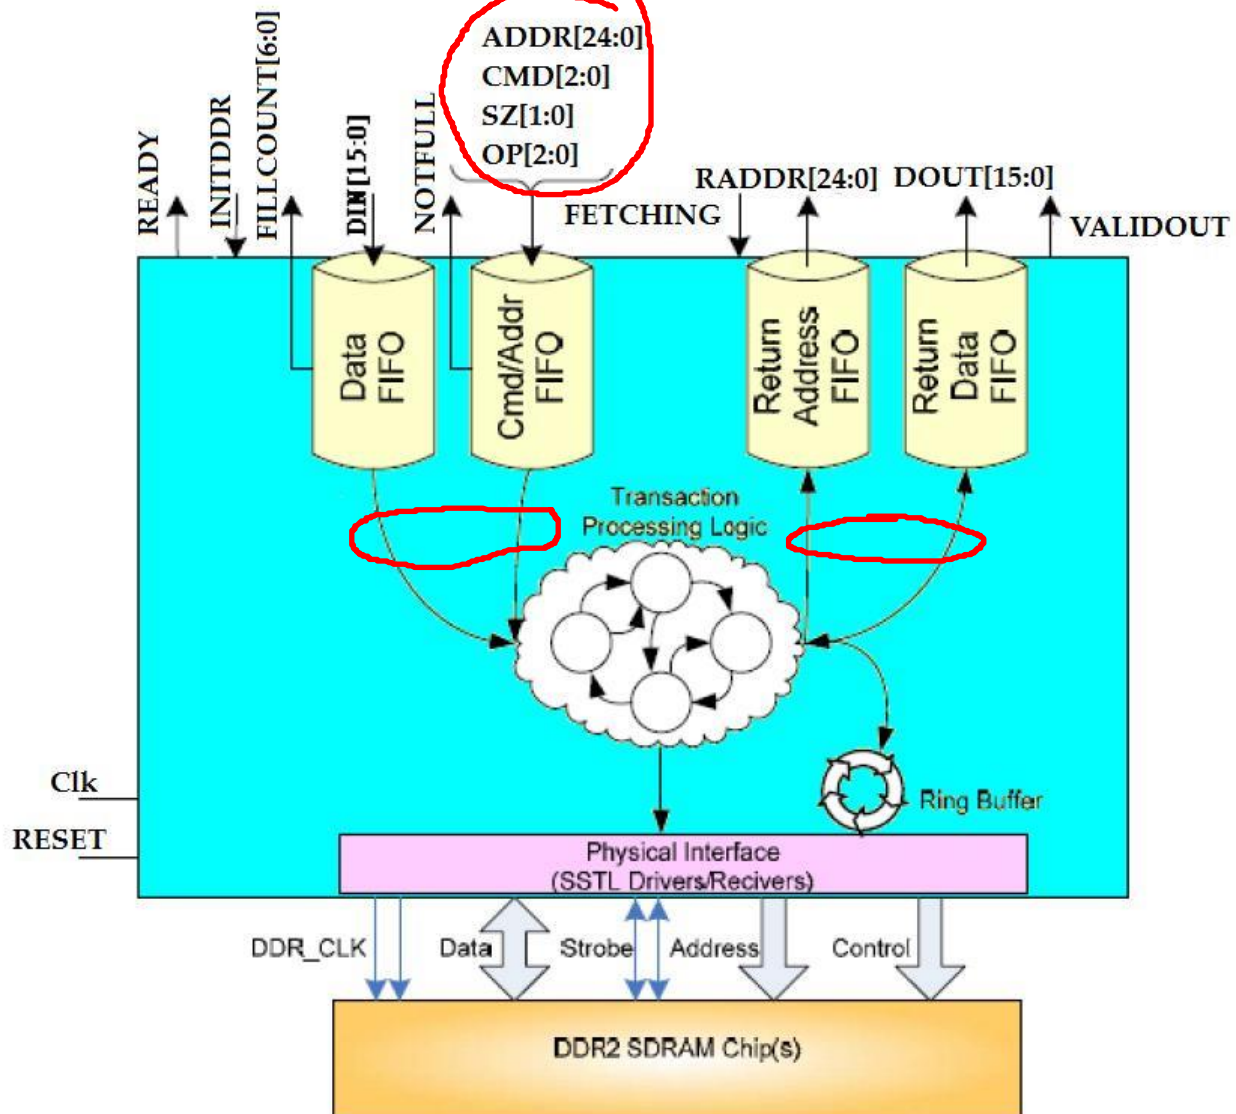 ADDR[24:0]
CMD[2:0]
SZ[1:0]
OP[2:0]
READY
INITDDR
FILLCOUNT[6:0]
DIN[15:0]
NOTFULL
FETCHING
RADDR[24:0]
DOUT[15:0]
VALIDOUT
Data
FIFO
Cmd/Addr
FIFO
Return
Address
FIFO
Return
Data
FIFO
Transaction
Processing Logic
Clk
RESET
Ring Buffer
Physical Interface
(SSTL Drivers/Recivers)
DDR_CLK
Data
Strobe
Address
Control
DDR2 SDRAM Chip(s)